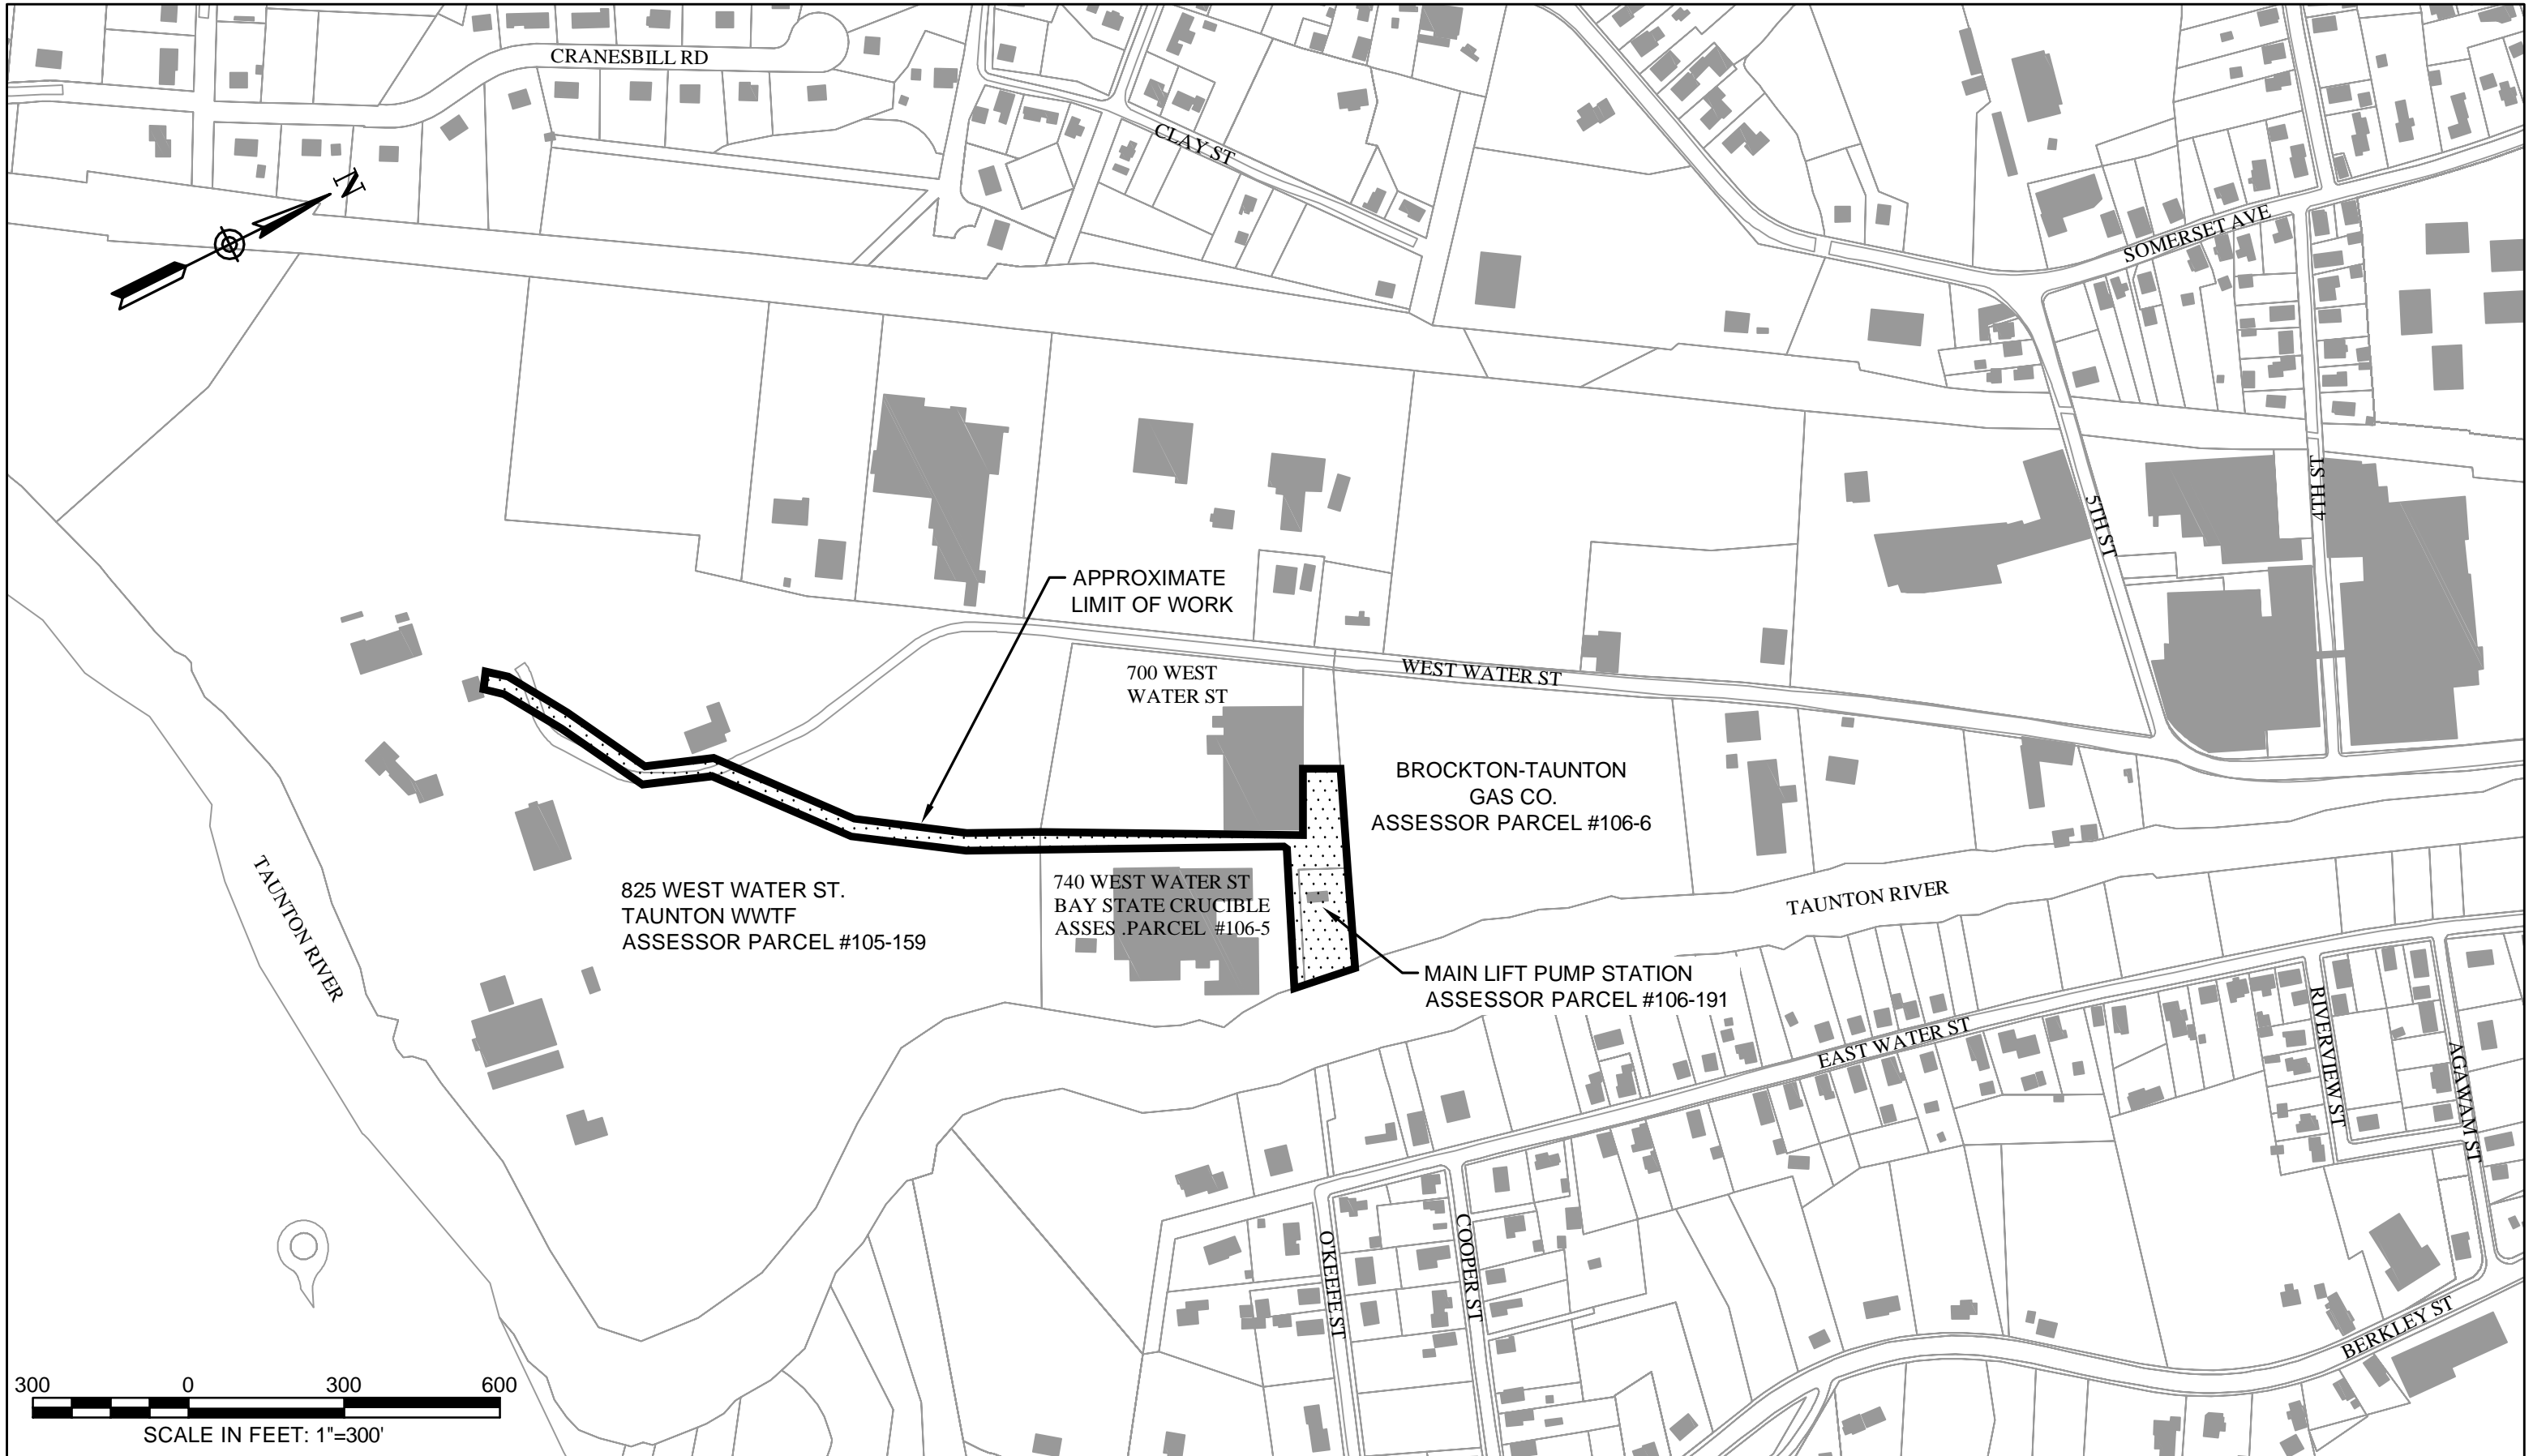 CRANESBILL RD
CLAY ST
N
SOMERSET AVE
4TH ST
5TH ST
APPROXIMATE
LIMIT OF WORK
700 WEST
WATER ST
WEST WATER ST
BROCKTON-TAUNTON
GAS CO.
ASSESSOR PARCEL #106-6
825 WEST WATER ST.
TAUNTON WWTF
ASSESSOR PARCEL #105-159
740 WEST WATER ST
BAY STATE CRUCIBLE
ASSES .PARCEL #106-5
TAUNTON RIVER
TAUNTON RIVER
MAIN LIFT PUMP STATION
ASSESSOR PARCEL #106-191
EAST WATER ST
RIVERVIEW ST
AGAWAM ST
O'KEEFE ST
COOPER ST
BERKLEY ST
300 0 300 600
SCALE IN FEET: 1"=300'